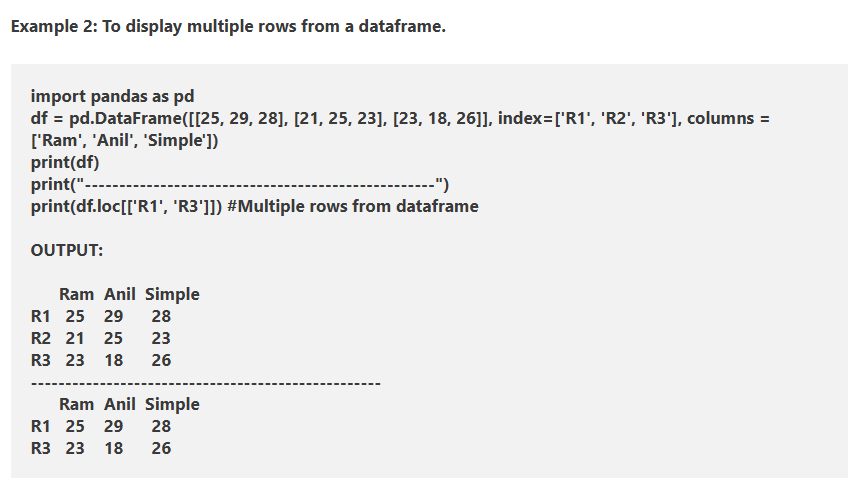 Example 2: To display multiple rows from a dataframe.
import pandas as pd
df = pd.DataFrame([[25, 29, 28], [21, 25, 23], [23, 18, 26]], index=['R1', 'R2', 'R3'], columns =
['Ram', 'Anil', 'Simple'])
print(df)
print("---------------------------------------------------")
print(df.loc[['R1', 'R3']]) #Multiple rows from dataframe
OUTPUT:
Ram Anil Simple
R1 25 29 28
R2 21 25 23
R3 23 18 26
---------------------------------------------------
Ram Anil Simple
R1 25 29 28
R3 23 18 26